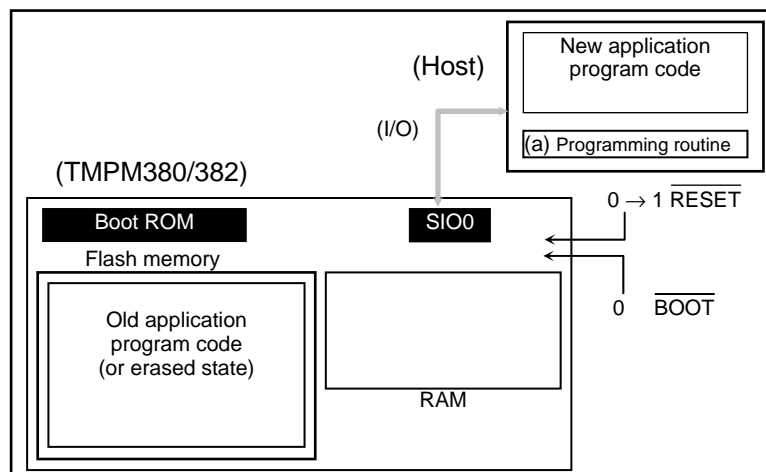 New application
program code
(Host)
(I/O)
(a) Programming routine
(TMPM380/382)
0 → 1 RESET
Boot ROM
SIO0
Flash memory
0 BOOT
Old application
program code
(or erased state)
RAM